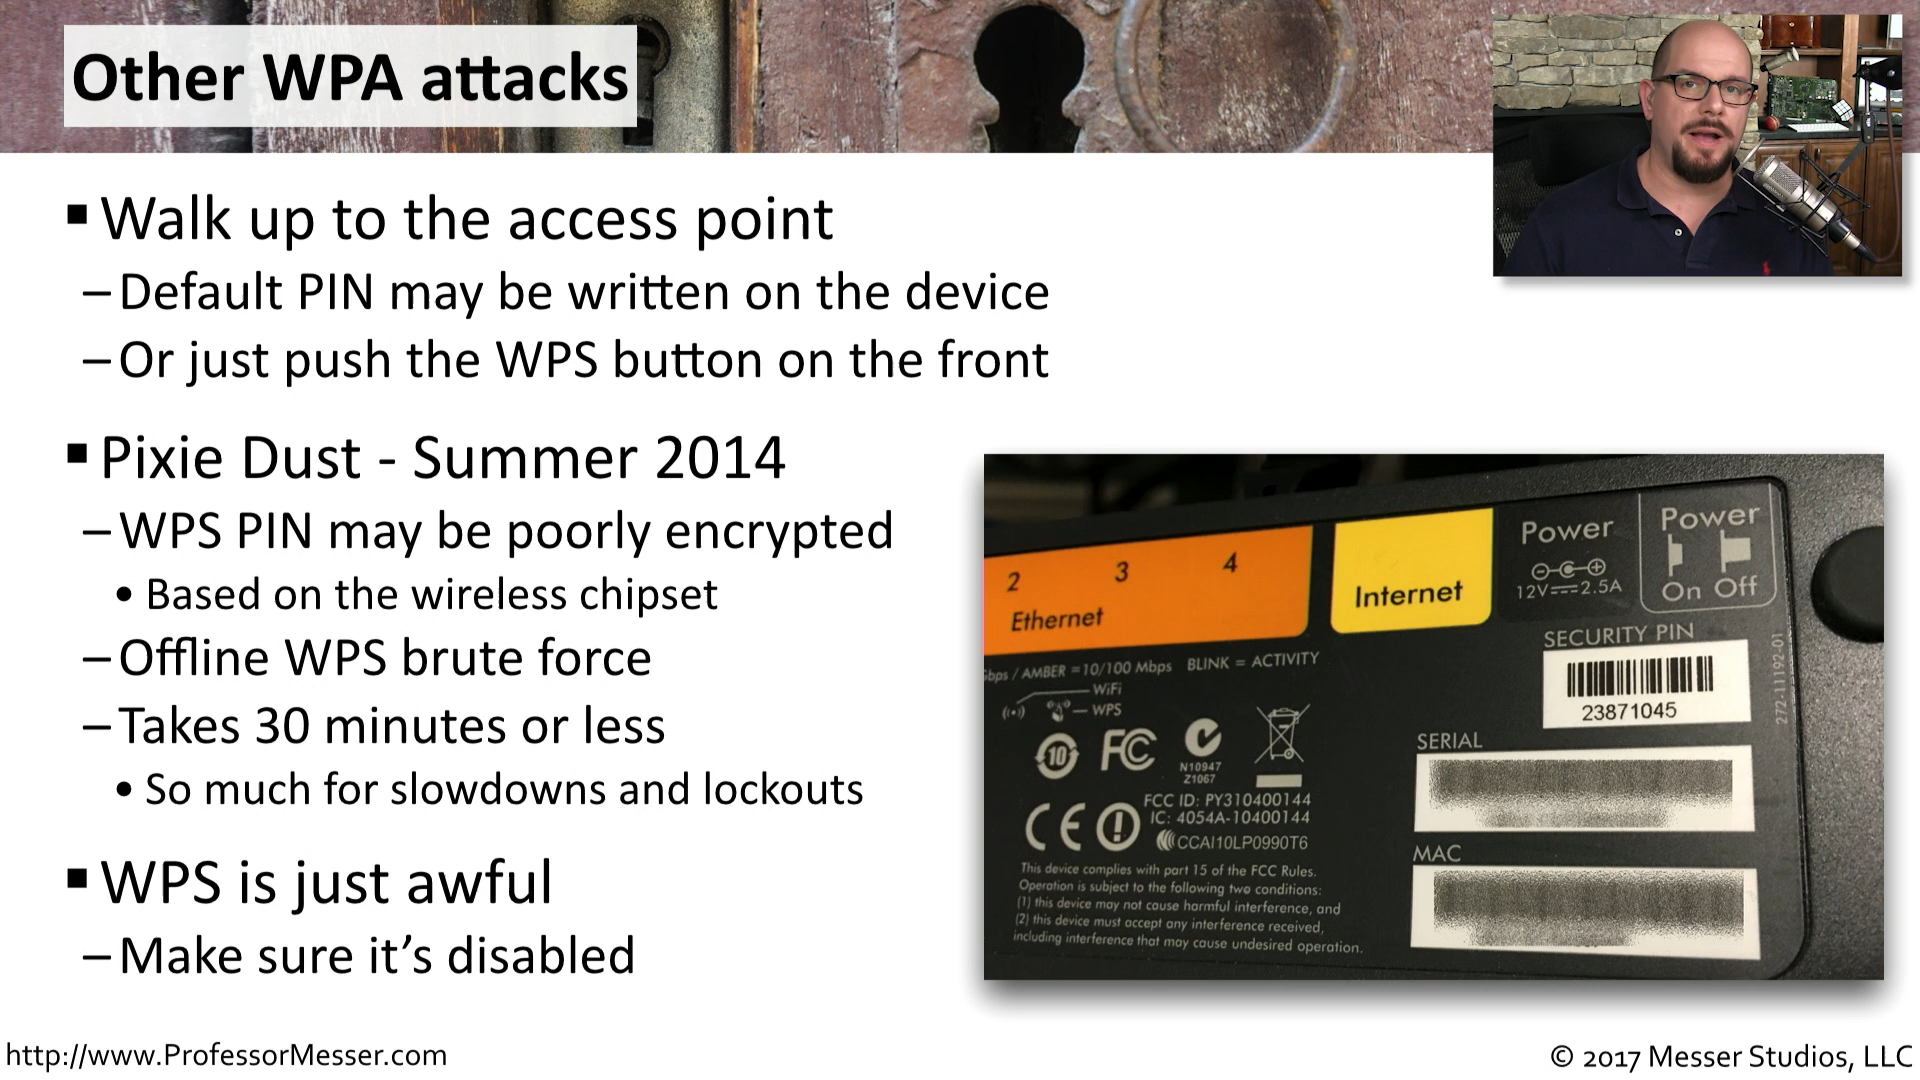 Other WPA attacks
▪ Walk up to the access point
– Default PIN may be written on the device
– Or just push the WPS button on the front
▪ Pixie Dust - Summer 2014
– WPS PIN may be poorly encrypted
• Based on the wireless chipset
– Offline WPS brute force
– Takes 30 minutes or less
• So much for slowdowns and lockouts
▪ WPS is just awful
– Make sure it’s disabled
2 3 4
Ethernet
Internet
Power
12V 2.5A
Power
On Off
SECURITY PIN
23871045
272-11192-01
/ AMBER = 10/100 Mbps BLINK = ACTIVITY
WiFi
WPS
10
FC
N10947
Z1067
SERIAL
CE
FCC ID: PY310400144
IC: 4054A-10400144
CCAI10LP0990T6
MAC
This device complies with part 15 of the FCC Rules.
Operation is subject to the following two conditions:
(1) this device may not cause harmful interference, and
(2) this device must accept any interference received,
including interference that may cause undesired operation.
http://www.ProfessorMesser.com
© 2017 Messer Studios, LLC